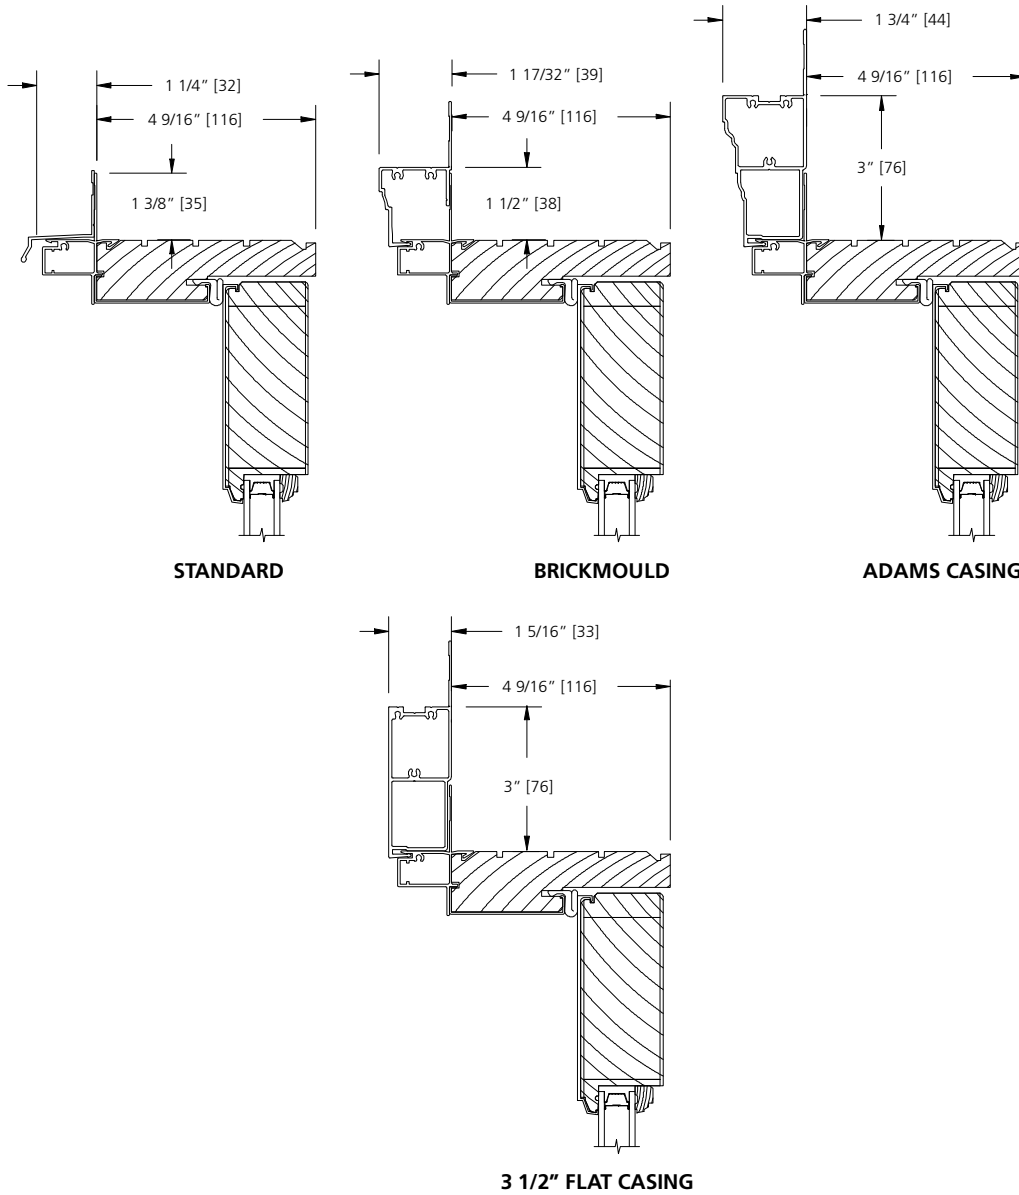 1 1/4” [32]
4 9/16” [116]
1 3/8” [35]
STANDARD
1 17/32” [39]
4 9/16” [116]
1 1/2” [38]
BRICKMOULD
1 3/4” [44]
4 9/16” [116]
3” [76]
ADAMS CASING
1 5/16” [33]
4 9/16” [116]
3” [76]
3 1/2” FLAT CASING